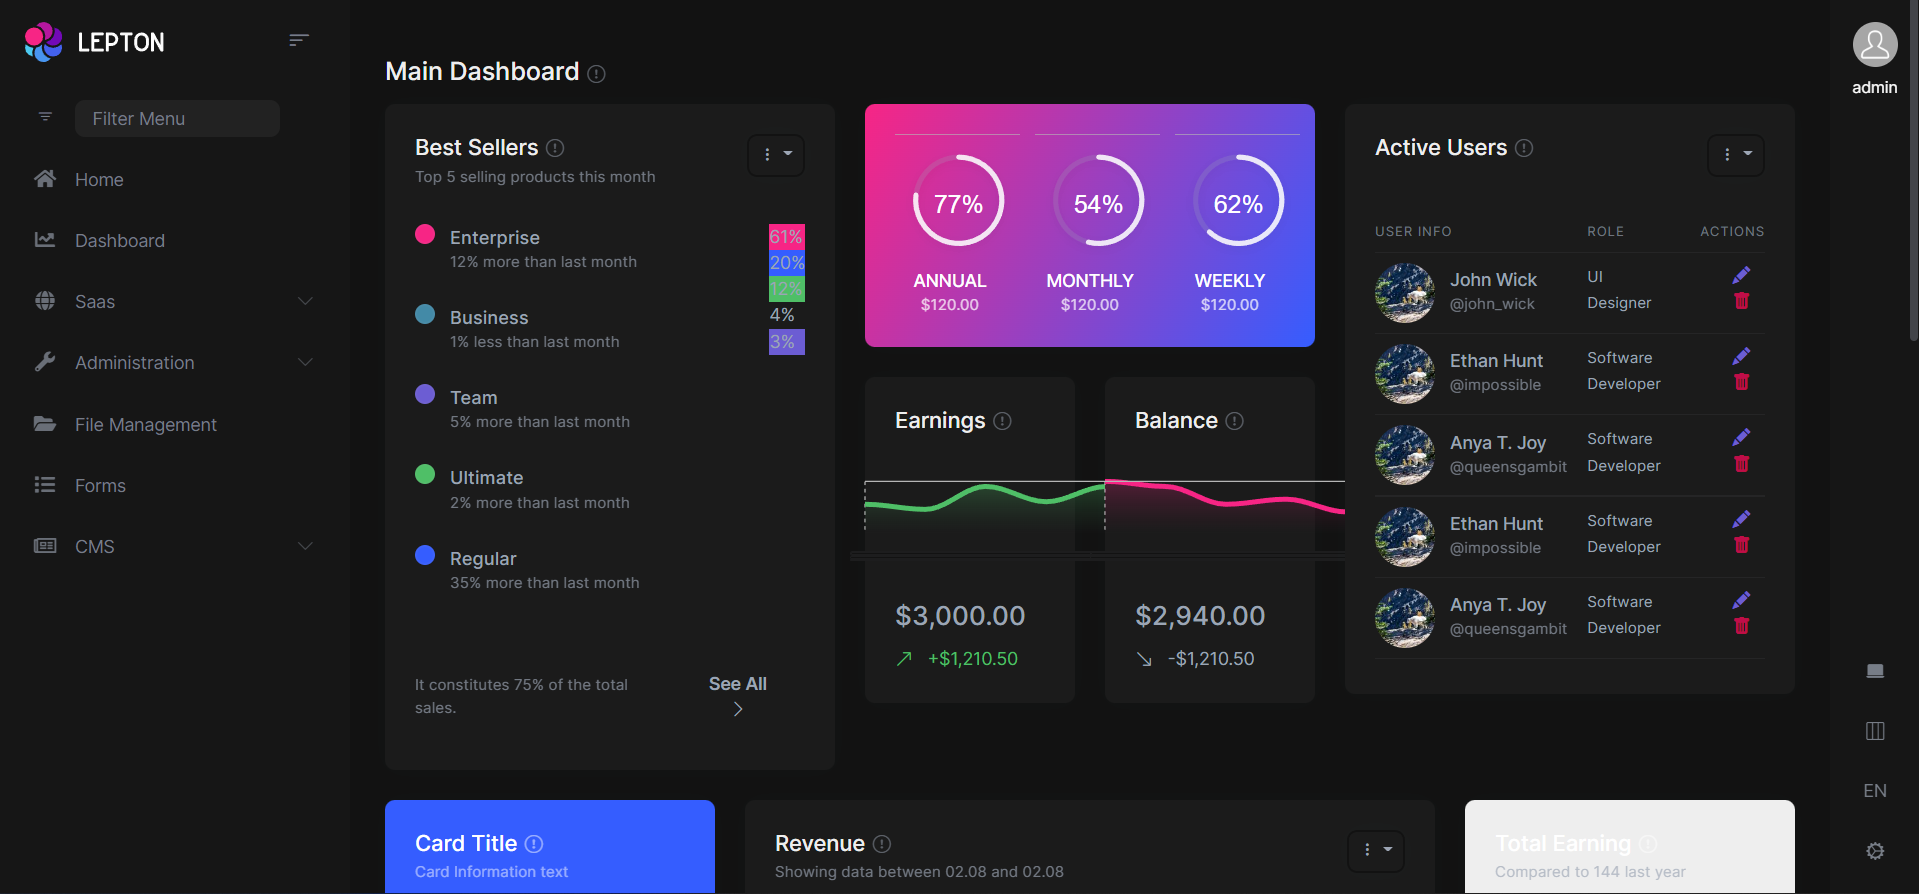 LEPTON
Filter Menu
Home
Dashboard
Saas
Administration
File Management
Forms
CMS
Main Dashboard
Best Sellers
Top 5 selling products this month
Enterprise
12% more than last month
Business
1% less than last month
Team
5% more than last month
Ultimate
2% more than last month
Regular
35% more than last month
61%
20%
12%
4%
3%
It constitutes 75% of the total
sales.
See All
77% 54% 62%
ANNUAL MONTHLY WEEKLY
$120.00 $120.00 $120.00
Earnings
$3,000.00
+$1,210.50
Balance
$2,940.00
-$1,210.50
Active Users
USER INFO ROLE ACTIONS
John Wick
@john_wick
UI
Designer
Ethan Hunt
@impossible
Software
Developer
Anya T. Joy
@queensgambit
Software
Developer
Ethan Hunt
@impossible
Software
Developer
Anya T. Joy
@queensgambit
Software
Developer
Card Title
Card Information text
Revenue
Showing data between 02.08 and 02.08
Total Earning
Compared to 144 last year
admin
EN